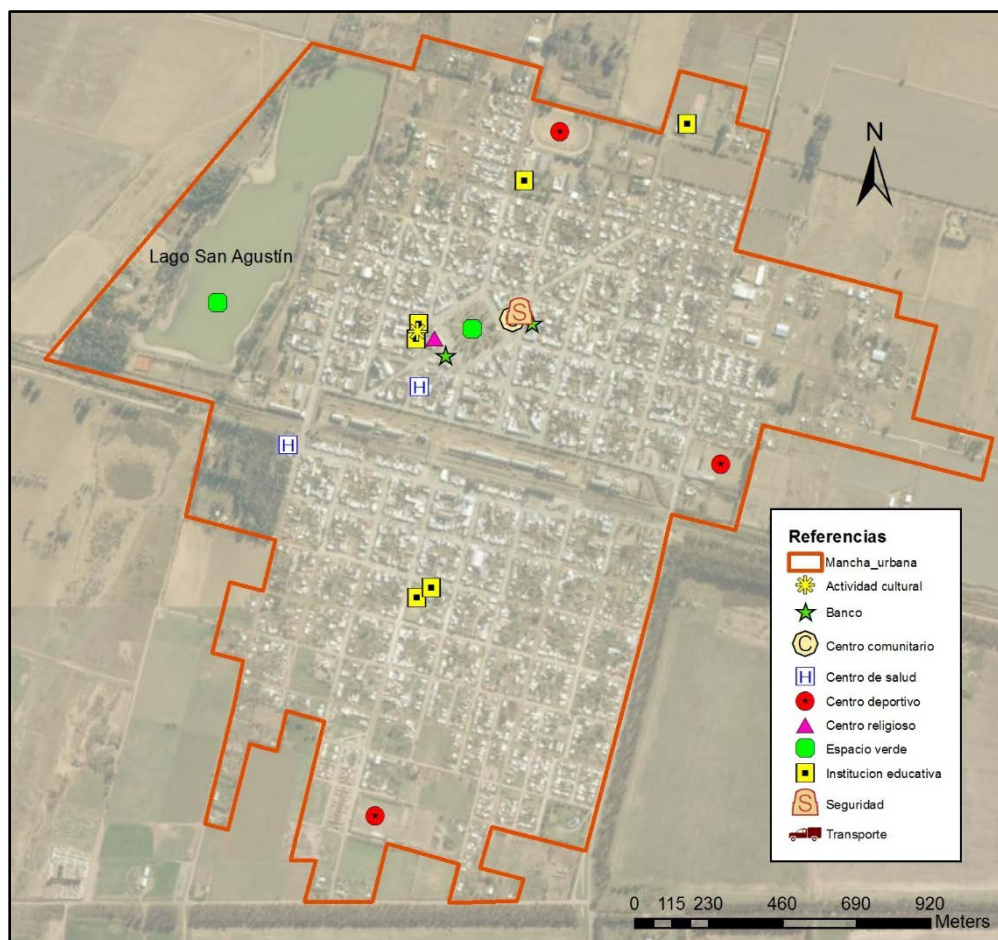 N
Lago San Agustín
S
C
H
H
Referencias
Mancha_urbana
Actividad cultural
Banco
C Centro comunitario
H Centro de salud
Centro deportivo
Centro religioso
Espacio verde
Institucion educativa
S Seguridad
Transporte
0 115 230 460 690 920
Meters